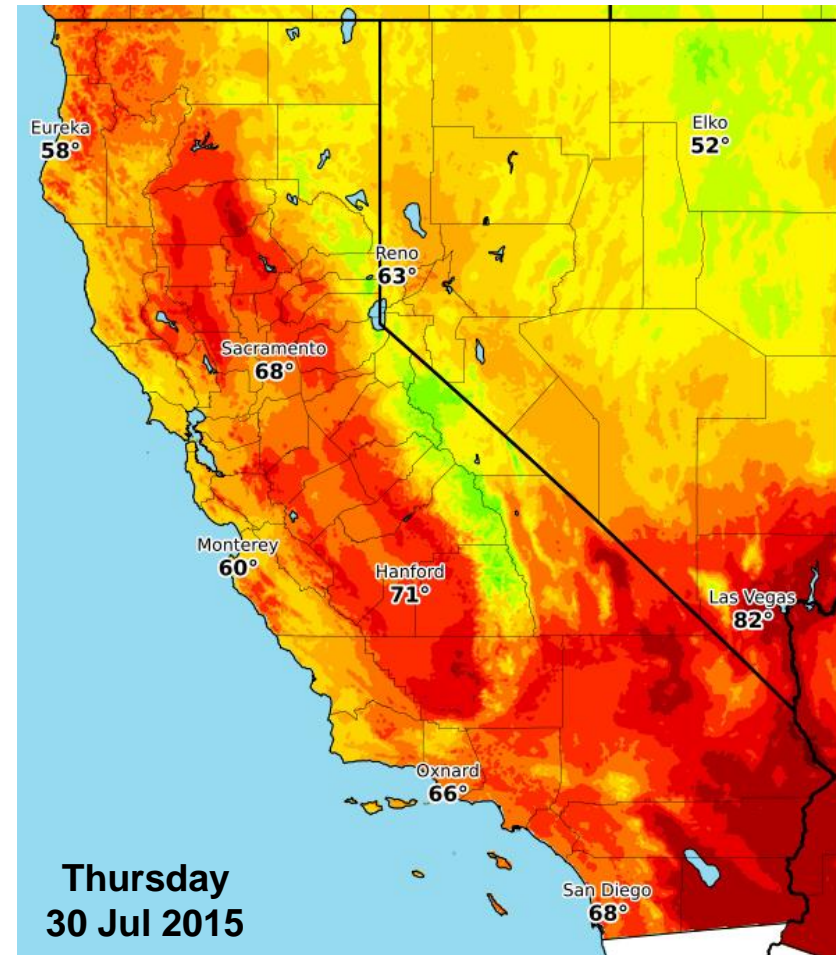 Eureka
58°
Elko
52°
Reno
63°
Sacramento
68°
Monterey
60°
Hanford
71°
Las Vegas
82°
Oxnard
66°
San Diego
68°
Thursday
30 Jul 2015